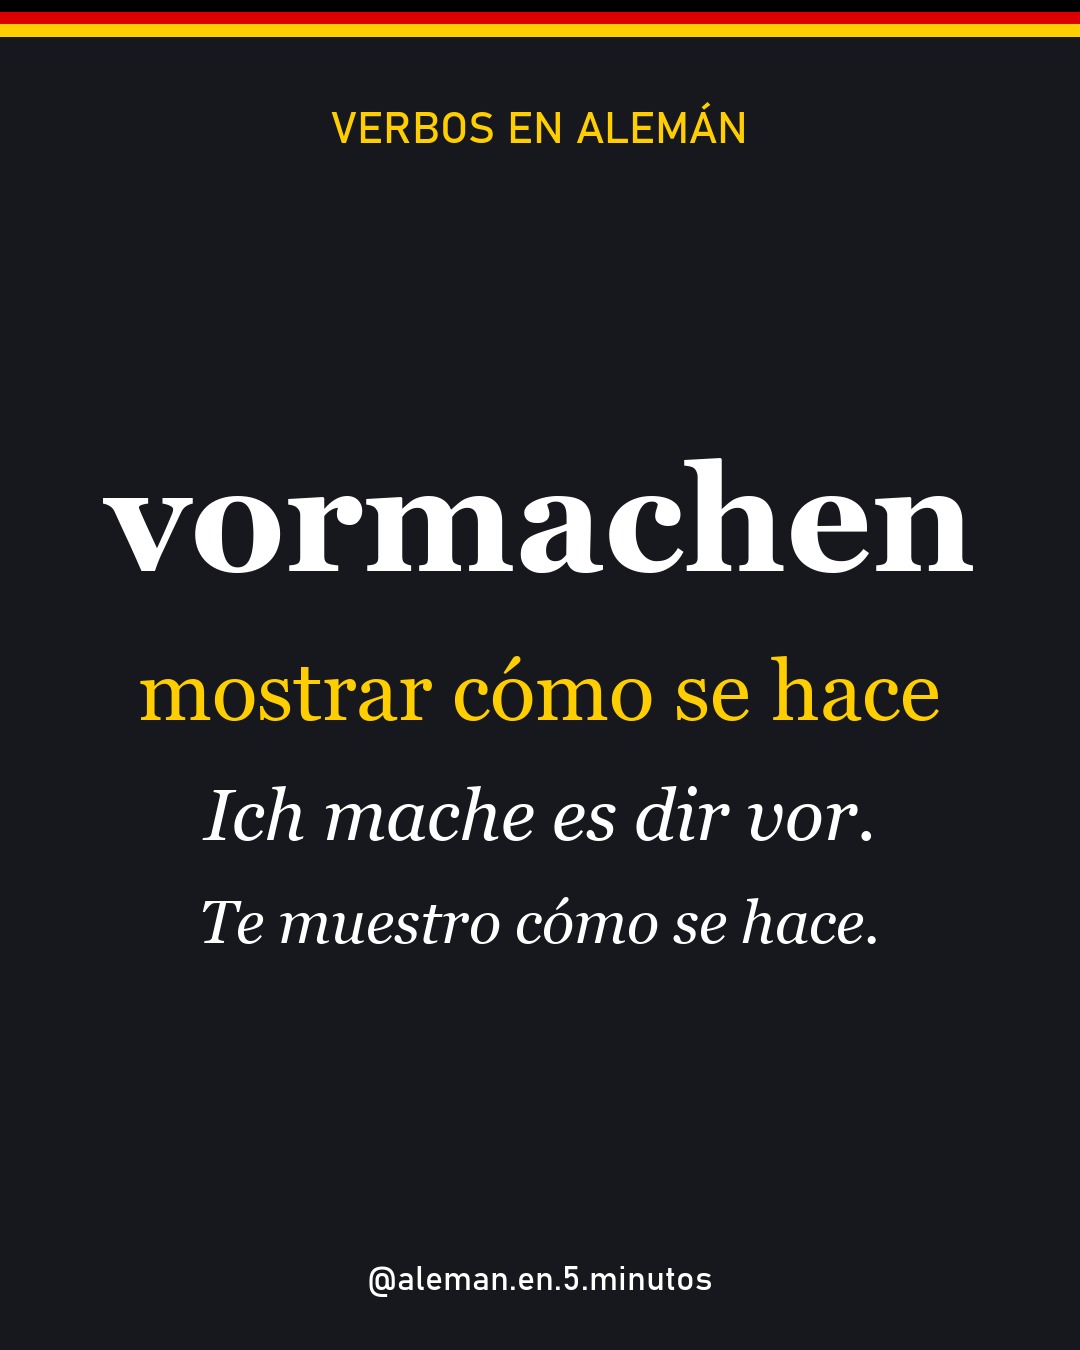 VERBOS EN ALEMÁN
vormachen
mostrar cómo se hace
Ich mache es dir vor.
Te muestro cómo se hace.
@aleman.en.5.minutos